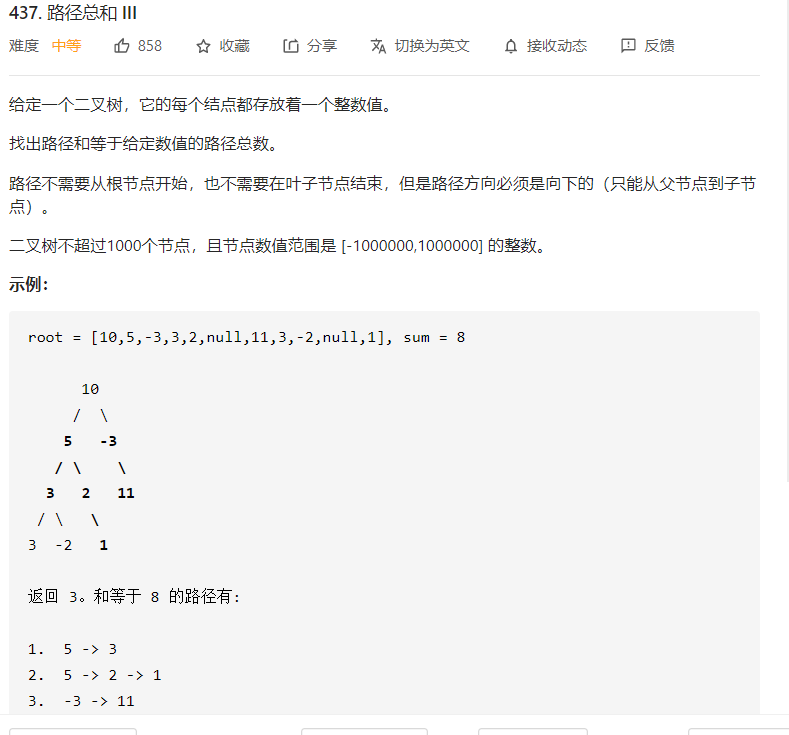 437. 路径总和 III
难度 中等 858 收藏 分享 切换为英文 接收动态 反馈
给定一个二叉树，它的每个结点都存放着一个整数值。
找出路径和等于给定数值的路径总数。
路径不需要从根节点开始，也不需要在叶子节点结束，但是路径方向必须是向下的（只能从父节点到子节
点）。
二叉树不超过1000个节点，且节点数值范围是 [-1000000,1000000] 的整数。
示例：
root = [10,5,-3,3,2,null,11,3,-2,null,1], sum = 8
10
/ \
5 -3
/ \ \
3 2 11
/ \ \
3 -2 1
返回 3。和等于 8 的路径有:
1. 5 -> 3
2. 5 -> 2 -> 1
3. -3 -> 11